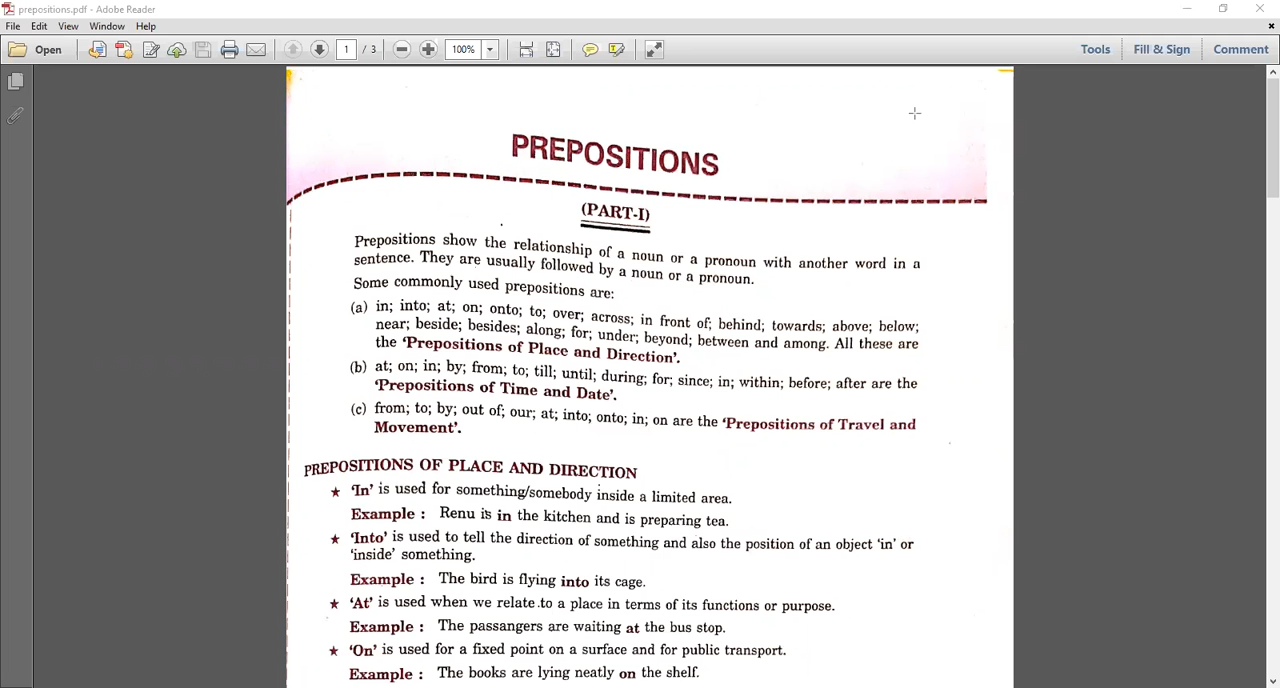 prepositions.pdf - Adobe Reader
File Edit View Window Help
Open 1 / 3 100% Tools Fill & Sign Comment
PREPOSITIONS
(PART-I)
Prepositions show the relationship of a noun or a pronoun with another word in a
sentence. They are usually followed by a noun or a pronoun.
Some commonly used prepositions are:
(a) in; into; at; on; onto; to; over; across; in front of; behind; towards; above; below;
near; beside; besides; along; for; under; beyond; between and among. All these are
the 'Prepositions of Place and Direction'.
(b) at; on; in; by; from; to; till; until; during; for; since; in; within; before; after are the
'Prepositions of Time and Date'.
(c) from; to; by; out of; our; at; into; onto; in; on are the 'Prepositions of Travel and
Movement'.
PREPOSITIONS OF PLACE AND DIRECTION
★ 'In' is used for something/somebody inside a limited area.
Example : Renu is in the kitchen and is preparing tea.
★ 'Into' is used to tell the direction of something and also the position of an object 'in' or
'inside' something.
Example : The bird is flying into its cage.
★ 'At' is used when we relate to a place in terms of its functions or purpose.
Example : The passengers are waiting at the bus stop.
★ 'On' is used for a fixed point on a surface and for public transport.
Example : The books are lying neatly on the shelf.